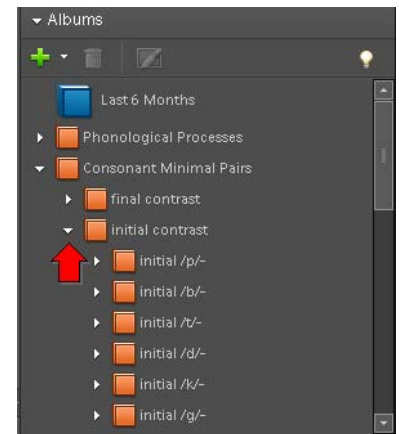 Albums
Last 6 Months
Phonological Processes
Consonant Minimal Pairs
final contrast
initial contrast
initial /p/-
initial /b/-
initial /t/-
initial /d/-
initial /k/-
initial /g/-